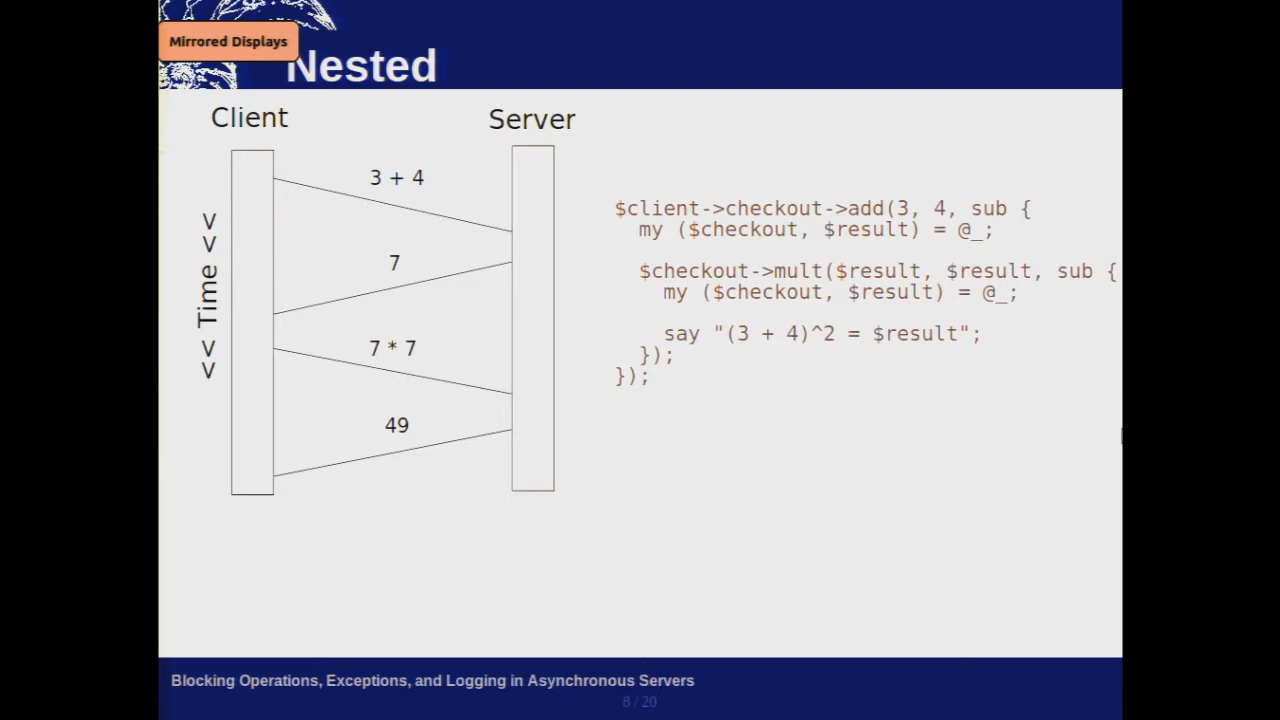 Mirrored Displays
Nested
Client
Server
<< Time <<
3 + 4
7
7 * 7
49
$client->checkout->add(3, 4, sub {
my ($checkout, $result) = @_;
$checkout->mult($result, $result, sub {
my ($checkout, $result) = @_;
say "(3 + 4)^2 = $result";
});
});
Blocking Operations, Exceptions, and Logging in Asynchronous Servers
8 / 20